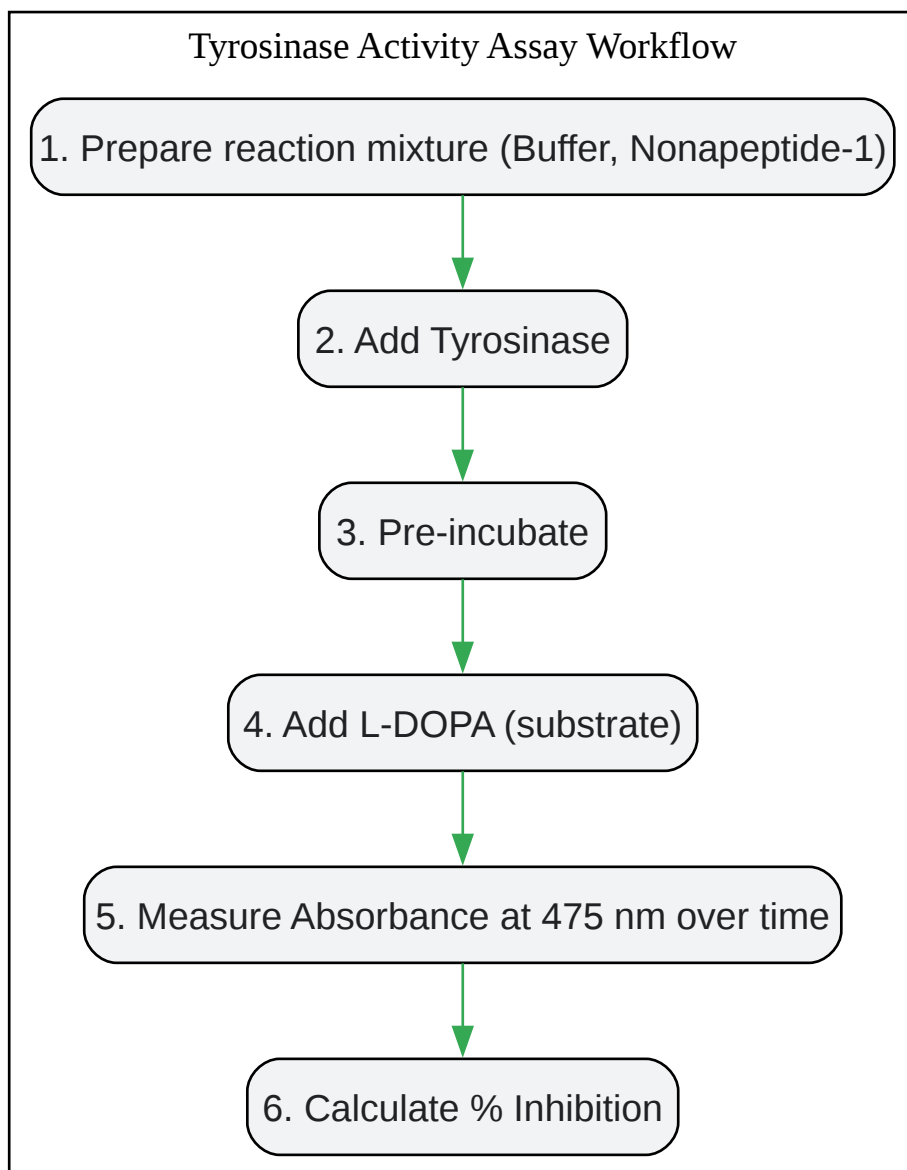 Tyrosinase Activity Assay Workflow
1. Prepare reaction mixture (Buffer, Nonapeptide-1)
2. Add Tyrosinase
3. Pre-incubate
4. Add L-DOPA (substrate)
5. Measure Absorbance at 475 nm over time
6. Calculate % Inhibition